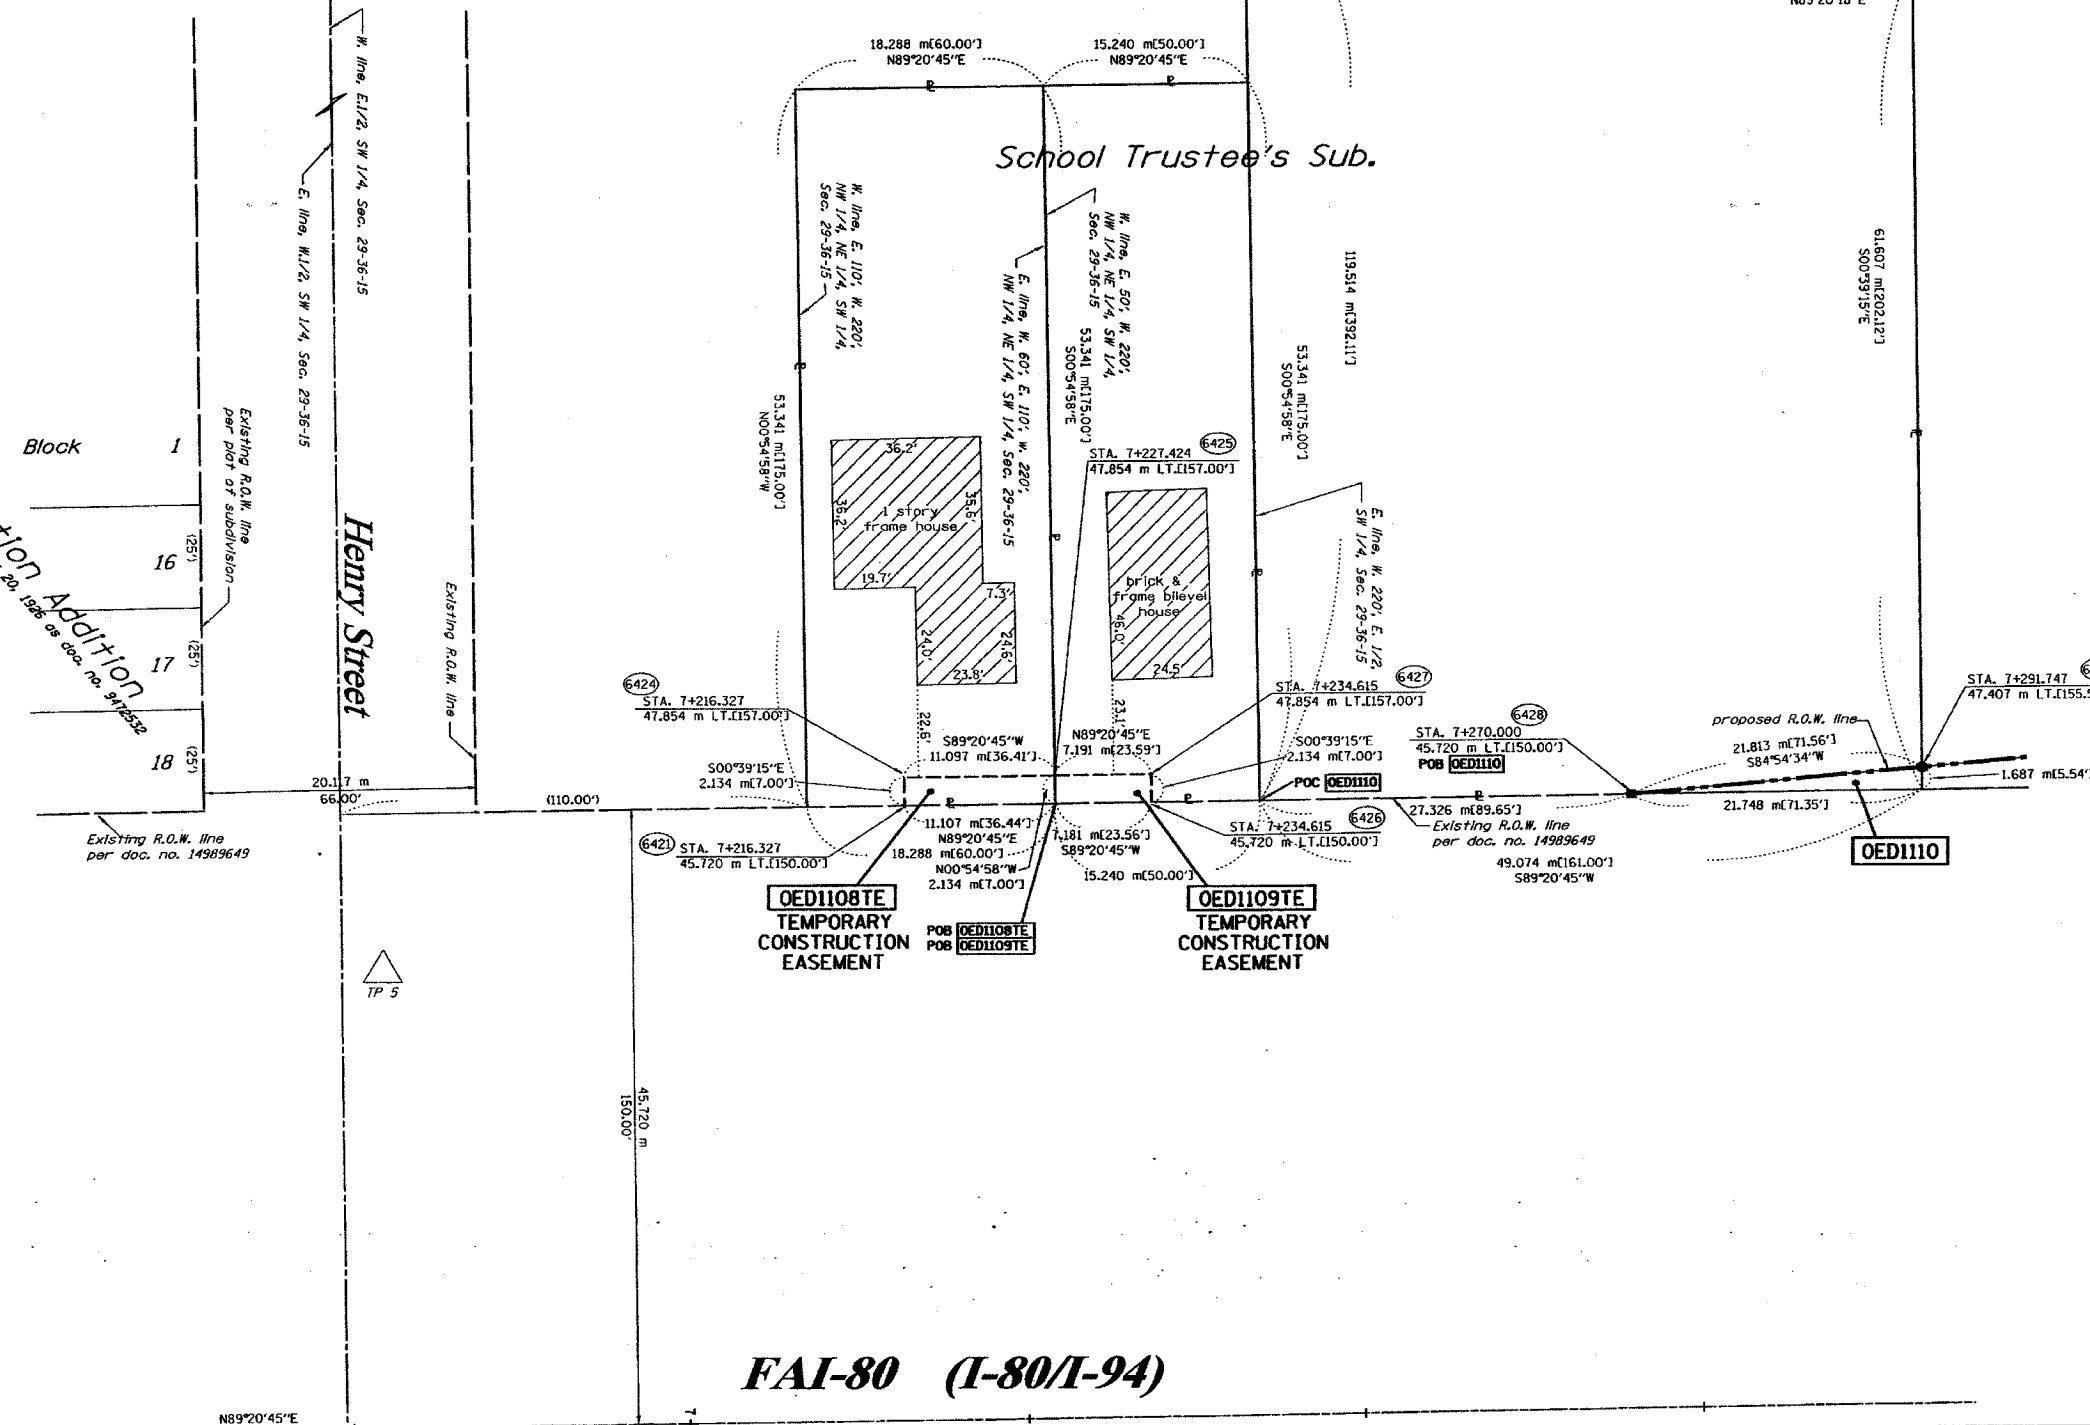 18.288 m[60.00']
N89°20'45"E
15.240 m[50.00']
N89°20'45"E
School Trustee's Sub.
W. line, E.1/2, SW 1/4, Sec. 29-36-15
E. line, W.1/2, SW 1/4, Sec. 29-36-15
W. line, E. 110', W. 220',
NW 1/4, NE 1/4, SW 1/4,
Sec. 29-36-15
W. line, E. 50', W. 220',
NW 1/4, NE 1/4, SW 1/4,
Sec. 29-36-15
E. line, W. 60', E. 110', W. 220',
NW 1/4, NE 1/4, SW 1/4, Sec. 29-36-15
53.341 m[175.00']
S00°54'58"E
119.514 m[392.11']
53.341 m[175.00']
S00°54'58"E
61.607 m[202.12']
S00°39'15"E
53.341 m[175.00']
N00°54'58"W
E. line, W. 220', E. 1/2,
SW 1/4, Sec. 29-36-15
Block 1
16
(25')
17
(25')
18
(25')
Addition
20, 1926 as doc. no. 9472532
Existing R.O.W. line
per plat of subdivision
Henry Street
Existing R.O.W. line
36.2'
36.2'
35.6'
1 story
frame house
19.7'
7.3'
24.0'
24.6'
23.8'
22.6'
brick &
frame bilevel
house
46.0'
24.5'
23.1'
6425
STA. 7+227.424
47.854 m LT.[157.00']
6424
STA. 7+216.327
47.854 m LT.[157.00']
6427
STA. 7+234.615
47.854 m LT.[157.00']
6428
STA. 7+270.000
45.720 m LT.[150.00']
POB 0ED1110
STA. 7+291.747
47.407 m LT.[155.
proposed R.O.W. line
21.813 m[71.56']
S84°54'34"W
1.687 m[5.54'
21.748 m[71.35']
S89°20'45"W
11.097 m[36.41']
N89°20'45"E
7.191 m[23.59']
S00°39'15"E
2.134 m[7.00']
S00°39'15"E
2.134 m[7.00']
POC 0ED1110
20.117 m
66.00'
(110.00')
Existing R.O.W. line
per doc. no. 14989649
6421
STA. 7+216.327
45.720 m LT.[150.00']
11.107 m[36.44']
N89°20'45"E
18.288 m[60.00']
N00°54'58"W
2.134 m[7.00']
7.181 m[23.56']
S89°20'45"W
15.240 m[50.00']
6426
STA. 7+234.615
45.720 m LT.[150.00']
27.326 m[89.65']
Existing R.O.W. line
per doc. no. 14989649
49.074 m[161.00']
S89°20'45"W
0ED1110
0ED1108TE
TEMPORARY
CONSTRUCTION
EASEMENT
POB 0ED1108TE
POB 0ED1109TE
0ED1109TE
TEMPORARY
CONSTRUCTION
EASEMENT
TP 5
45.720 m
150.00'
FAI-80 (I-80/I-94)
N89°20'45"E